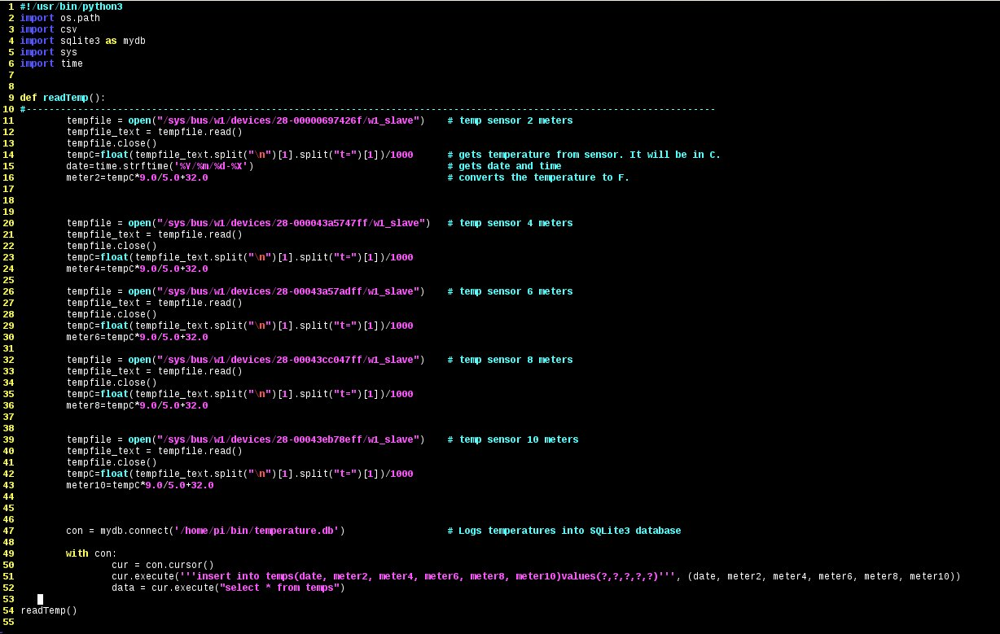 1 #!/usr/bin/python3
2 import os.path
3 import csv
4 import sqlite3 as mydb
5 import sys
6 import time
7
8
9 def readTemp():
10 #-------------------------------------------------------------------------------------------------------------------------
11 tempfile = open("/sys/bus/w1/devices/28-00000697426f/w1_slave") # temp sensor 2 meters
12 tempfile_text = tempfile.read()
13 tempfile.close()
14 tempC=float(tempfile_text.split("\n")[1].split("t=")[1])/1000 # gets temperature from sensor. It will be in C.
15 date=time.strftime('%Y/%m/%d-%X') # gets date and time
16 meter2=tempC*9.0/5.0+32.0 # converts the temperature to F.
17
18
19
20 tempfile = open("/sys/bus/w1/devices/28-000043a5747ff/w1_slave") # temp sensor 4 meters
21 tempfile_text = tempfile.read()
22 tempfile.close()
23 tempC=float(tempfile_text.split("\n")[1].split("t=")[1])/1000
24 meter4=tempC*9.0/5.0+32.0
25
26 tempfile = open("/sys/bus/w1/devices/28-00043a57adff/w1_slave") # temp sensor 6 meters
27 tempfile_text = tempfile.read()
28 tempfile.close()
29 tempC=float(tempfile_text.split("\n")[1].split("t=")[1])/1000
30 meter6=tempC*9.0/5.0+32.0
31
32 tempfile = open("/sys/bus/w1/devices/28-00043cc047ff/w1_slave") # temp sensor 8 meters
33 tempfile_text = tempfile.read()
34 tempfile.close()
35 tempC=float(tempfile_text.split("\n")[1].split("t=")[1])/1000
36 meter8=tempC*9.0/5.0+32.0
37
38
39 tempfile = open("/sys/bus/w1/devices/28-00043eb78eff/w1_slave") # temp sensor 10 meters
40 tempfile_text = tempfile.read()
41 tempfile.close()
42 tempC=float(tempfile_text.split("\n")[1].split("t=")[1])/1000
43 meter10=tempC*9.0/5.0+32.0
44
45
46
47 con = mydb.connect('/home/pi/bin/temperature.db') # Logs temperatures into SQLite3 database
48
49 with con:
50 cur = con.cursor()
51 cur.execute('''insert into temps(date, meter2, meter4, meter6, meter8, meter10)values(?,?,?,?,?)''', (date, meter2, meter4, meter6, meter8, meter10))
52 data = cur.execute("select * from temps")
53
54 readTemp()
55